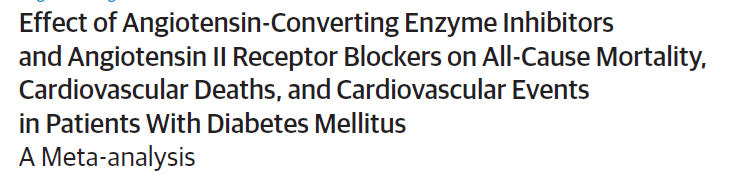 Effect of Angiotensin-Converting Enzyme Inhibitors
and Angiotensin II Receptor Blockers on All-Cause Mortality,
Cardiovascular Deaths, and Cardiovascular Events
in Patients With Diabetes Mellitus
A Meta-analysis